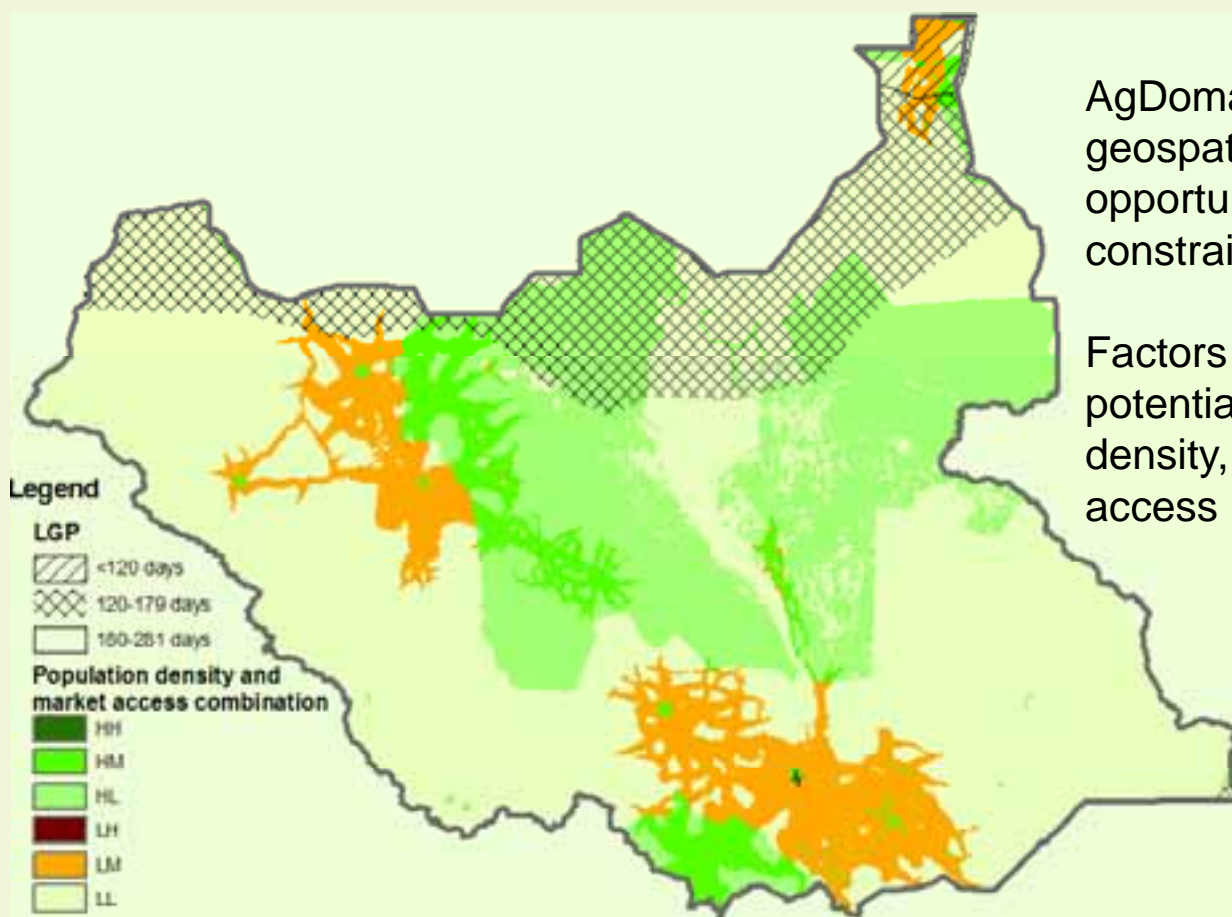 AgDoma
geospat
opportu
constrai
Factors
potentia
density,
access
Legend
LGP
<120 days
120-179 days
180-281 days
Population density and
market access combination
HH
HM
HL
LH
LM
LL